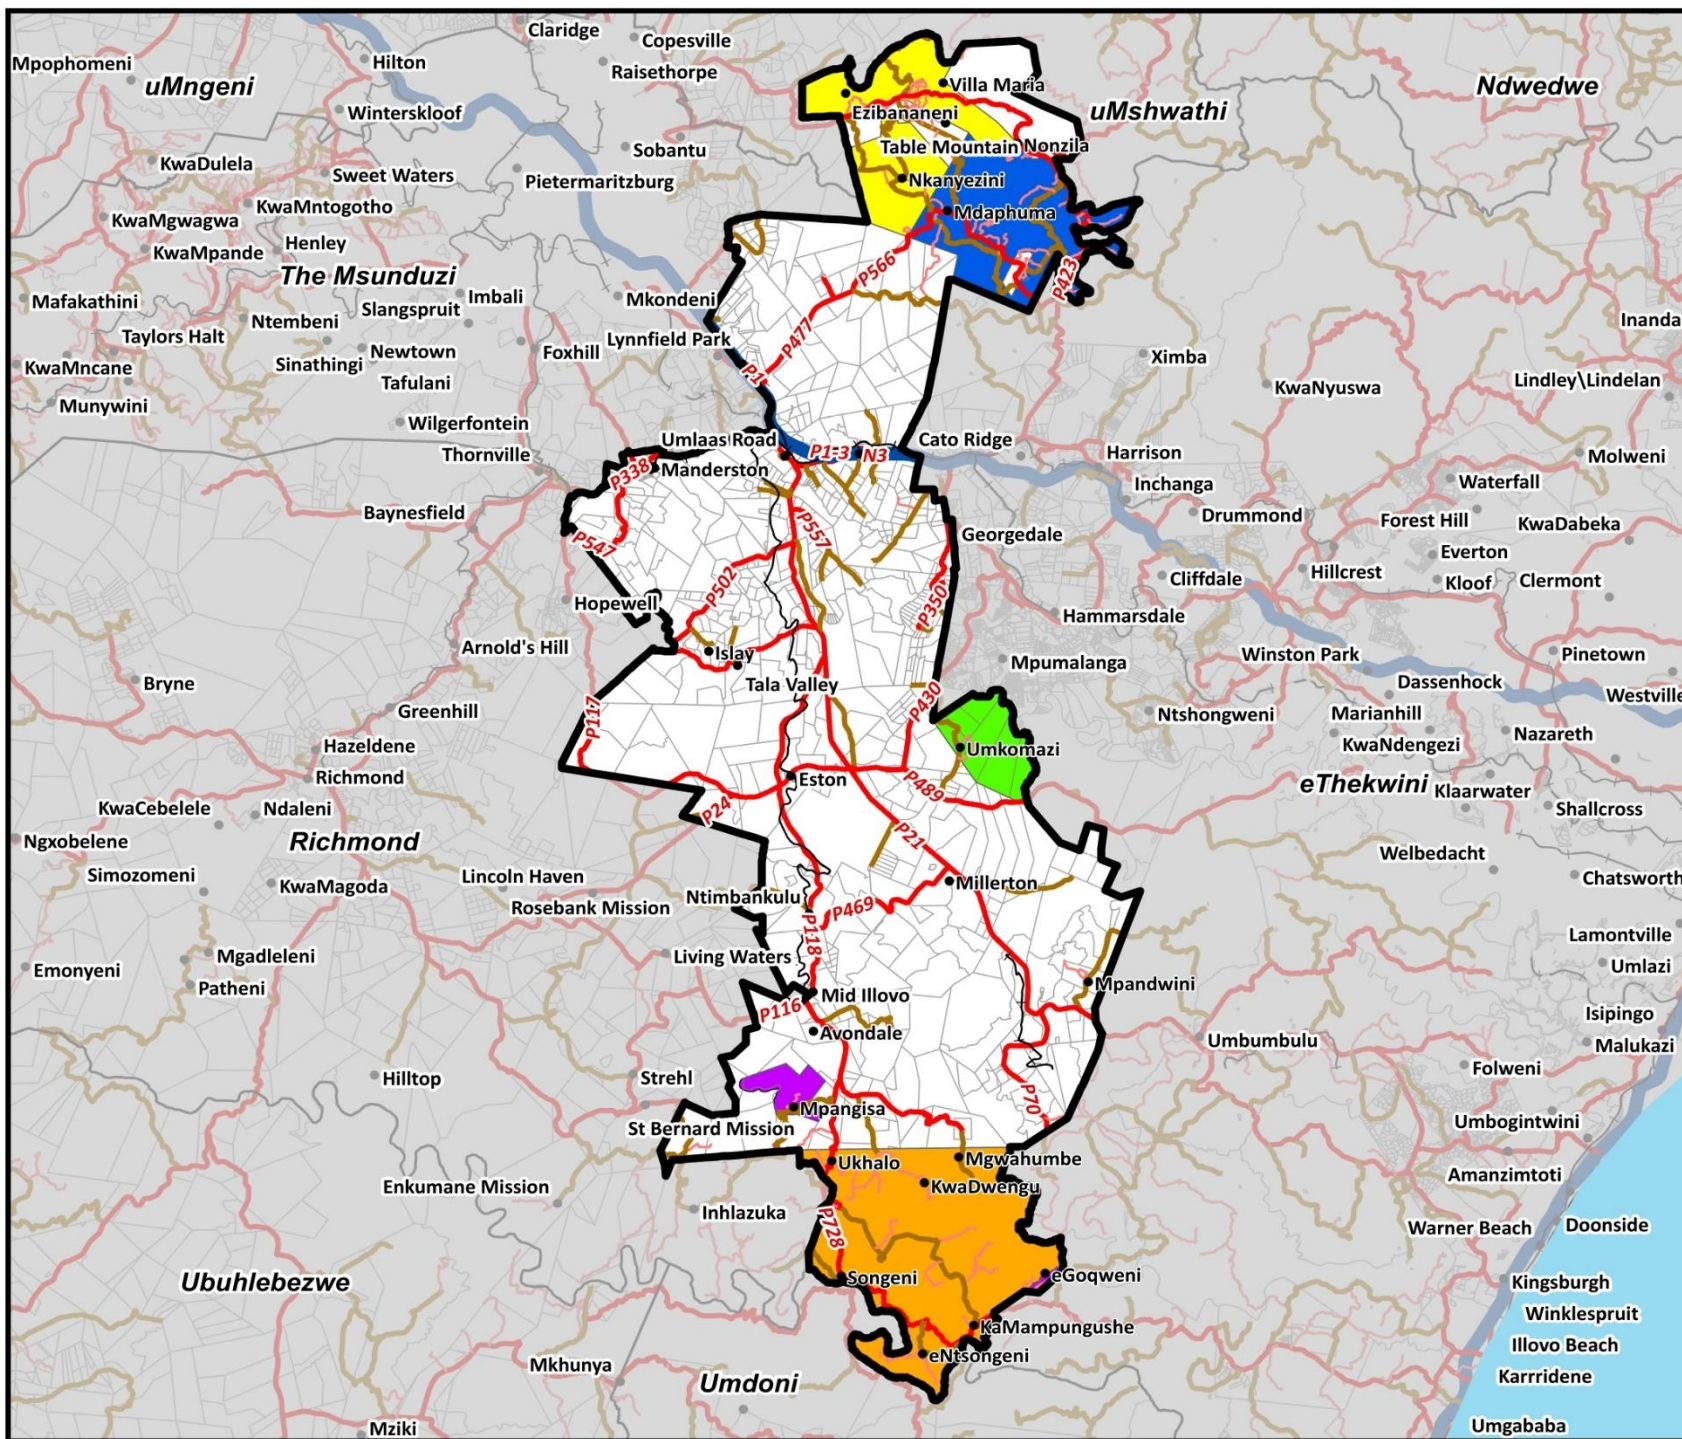 Claridge
Copesville
Mpophomeni
Hilton
Raisethorpe
uMngeni
Villa Maria
Ndwedwe
Winterskloof
Ezibananeni
uMshwathi
Sobantu
Table Mountain
Nonzila
KwaDulela
Sweet Waters
Pietermaritzburg
Nkanyezini
KwaMntogotho
KwaMgwagwa
Mdaphuma
Henley
KwaMpande
The Msunduzi
P566
P423
Mafakathini
Imbali
Mkondeni
Slangspruit
Ntembeni
Inanda
Taylors Halt
Lynnfield Park
P477
Newtown
Foxhill
Sinathingi
Ximba
KwaMncane
P1
Tafulani
KwaNyuswa
Lindley\Lindelan
Munywini
Wilgerfontein
Umlaas Road
Cato Ridge
Thornville
P1-3
N3
Harrison
Molweni
P338
Manderston
Waterfall
Inchanga
Baynesfield
Drummond
Forest Hill
KwaDabeka
P557
Georgedale
P547
Everton
Hillcrest
Cliffdale
Kloof
Clermont
P502
Hopewell
P350
Hammarsdale
Arnold's Hill
Islay
Mpumalanga
Winston Park
Pinetown
Bryne
Tala Valley
Dassenhock
Westville
P430
Greenhill
P117
Ntshongweni
Marianhill
Nazareth
Hazeldene
Umkomazi
KwaNdengezi
Richmond
Eston
eThekwini
P489
Klaarwater
KwaCebelele
Ndaleni
P24
Shallcross
Ngxobelene
Richmond
P21
Welbedacht
Simozomeni
Lincoln Haven
KwaMagoda
Millerton
Chatsworth
Ntimbankulu
Rosebank Mission
P469
P118
Lamontville
Mgadleleni
Living Waters
Emonyeni
Umlazi
Patheni
Mpandwini
Mid Illovo
P116
Isipingo
Avondale
Umbumbulu
Malukazi
Folweni
Hilltop
Strehl
P70
Mpangisa
St Bernard Mission
Umbogintwini
Ukhalo
Mgwahumbe
Amanzimtoti
Enkumane Mission
KwaDwengu
Inhlazuka
P728
Warner Beach
Doonside
Ubuhlebezwe
Songeni
eGoqweni
Kingsburgh
Winklespruit
KaMampungushe
Illovo Beach
eNtsongeni
Mkhunya
Karrridene
Umdoni
Mziki
Umgababa